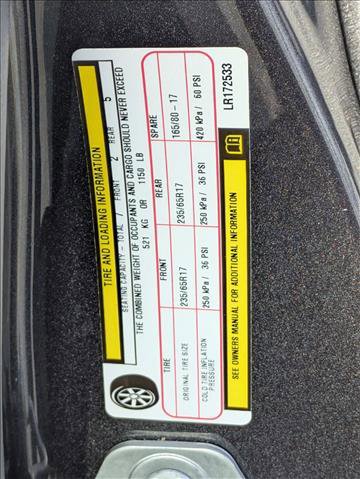 TIRE AND LOADING INFORMATION
SEATING CAPACITY - TOTAL 7 FRONT 2 REAR 5
THE COMBINED WEIGHT OF OCCUPANTS AND CARGO SHOULD NEVER EXCEED
521 KG OR 1150 LB
TIRE FRONT REAR SPARE
ORIGINAL TIRE SIZE 235/65R17 235/65R17 165/80-17
COLD TIRE INFLATION PRESSURE 250 kPa/ 36 PSI 250 kPa/ 36 PSI 420 kPa/ 60 PSI
SEE OWNERS MANUAL FOR ADDITIONAL INFORMATION
LR172533